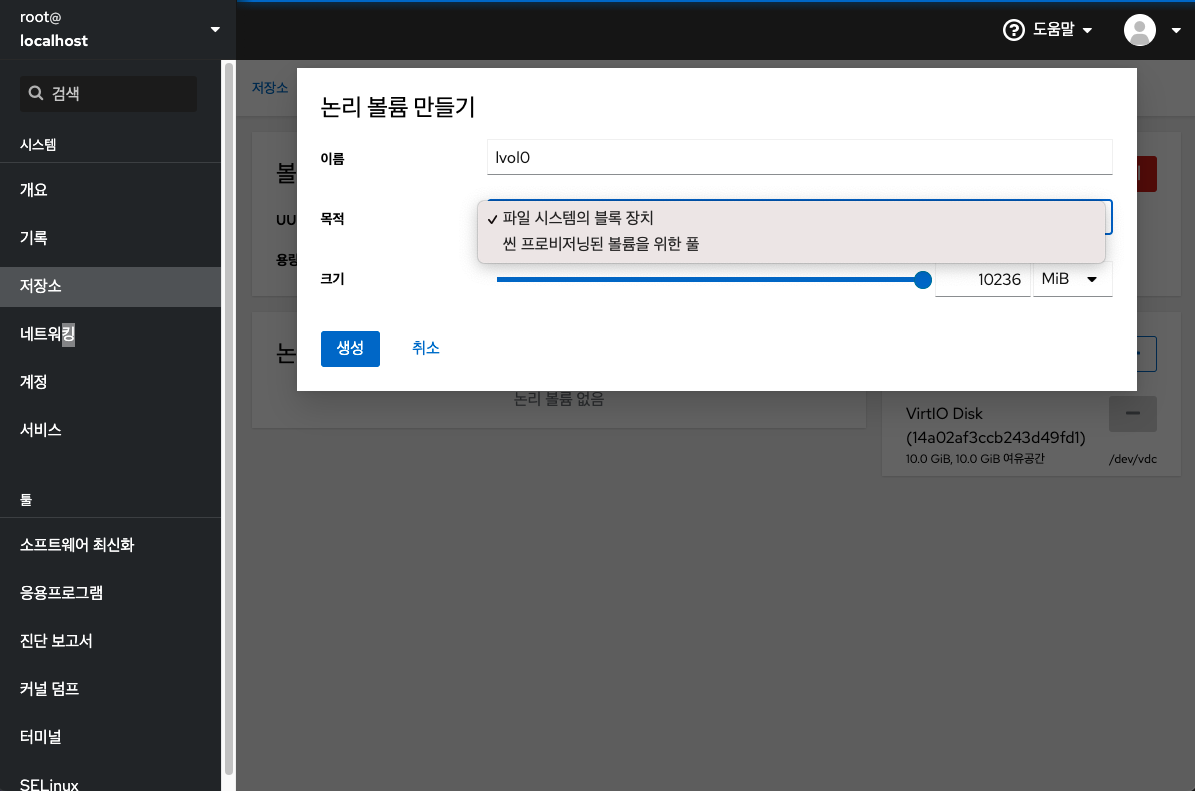 root@
localhost
도움말
검색
시스템
개요
기록
저장소
네트워킹
계정
서비스
툴
소프트웨어 최신화
응용프로그램
진단 보고서
커널 덤프
터미널
SELinux
저장소
볼
UU
용량
논
논리 볼륨 만들기
이름
lvol0
목적
✓ 파일 시스템의 블록 장치
씬 프로비저닝된 볼륨을 위한 풀
크기
10236
MiB
생성
취소
논리 볼륨 없음
VirtIO Disk
(14a02af3ccb243d49fd1)
10.0 GiB, 10.0 GiB 여유공간
/dev/vdc